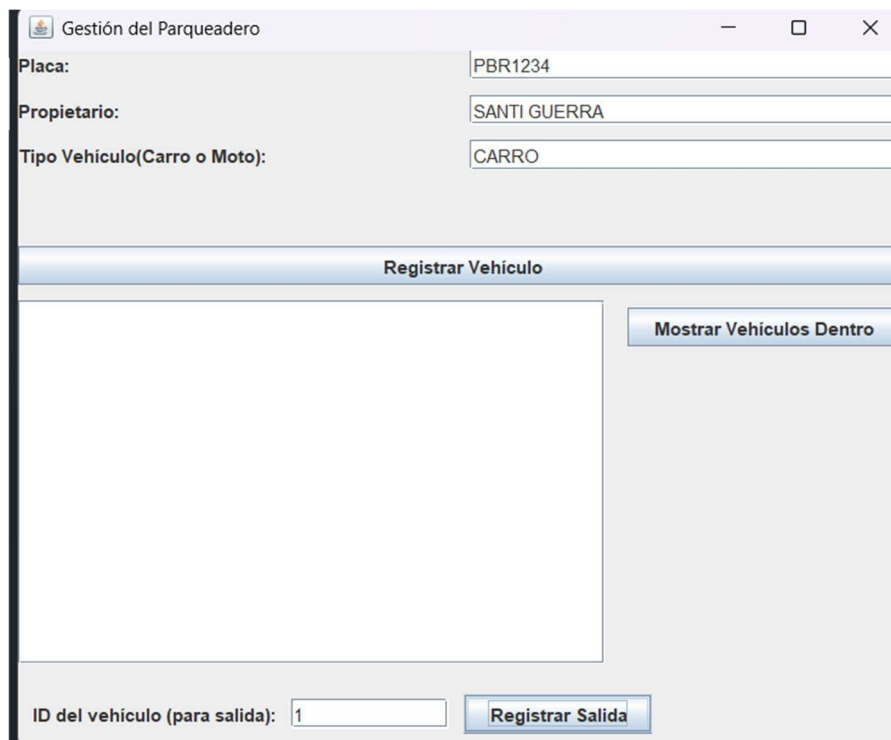 Gestión del Parqueadero
Placa: PBR1234
Propietario: SANTI GUERRA
Tipo Vehículo(Carro o Moto): CARRO
Registrar Vehículo
Mostrar Vehículos Dentro
ID del vehículo (para salida): 1 Registrar Salida